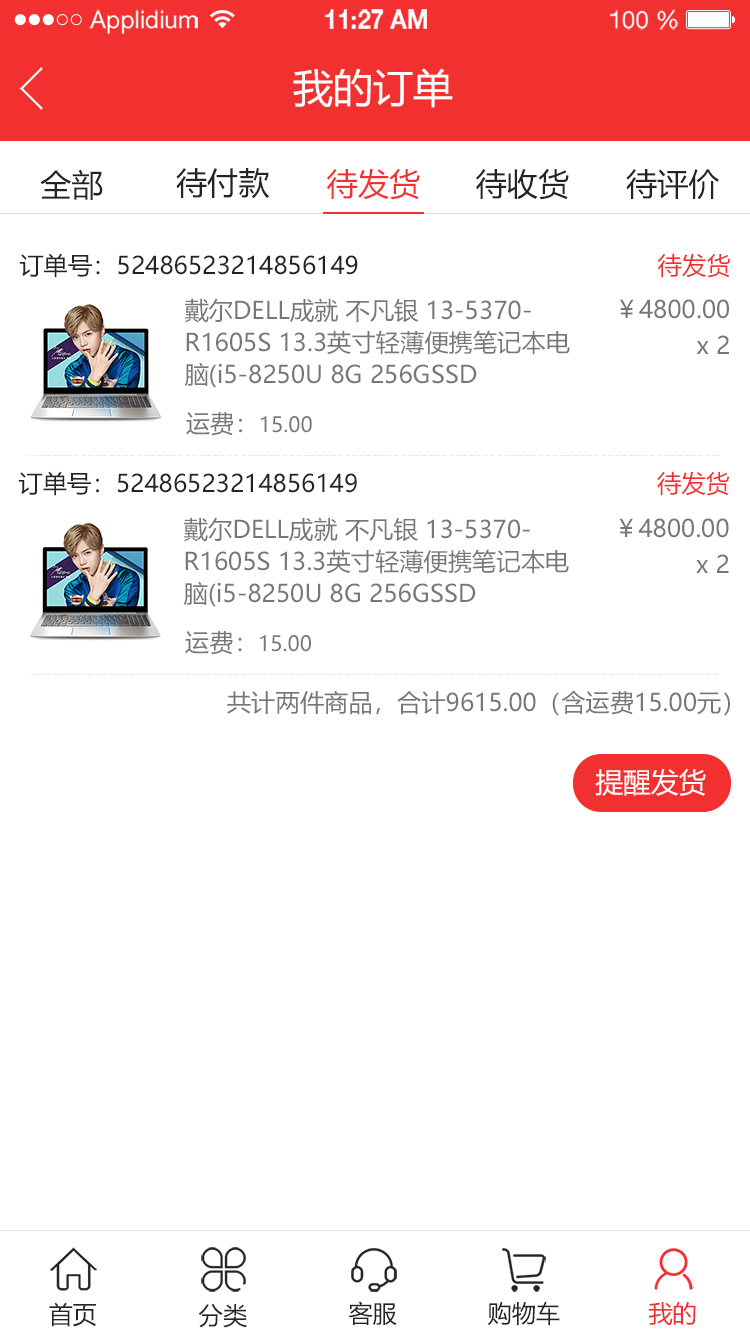 Applidium 11:27 AM 100 %
我的订单
全部 待付款 待发货 待收货 待评价
订单号：52486523214856149 待发货
戴尔DELL成就 不凡银 13-5370- ￥4800.00
R1605S 13.3英寸轻薄便携笔记本电 x 2
脑(i5-8250U 8G 256GSSD
运费：15.00
订单号：52486523214856149 待发货
戴尔DELL成就 不凡银 13-5370- ￥4800.00
R1605S 13.3英寸轻薄便携笔记本电 x 2
脑(i5-8250U 8G 256GSSD
运费：15.00
共计两件商品，合计9615.00（含运费15.00元）
提醒发货
首页 分类 客服 购物车 我的